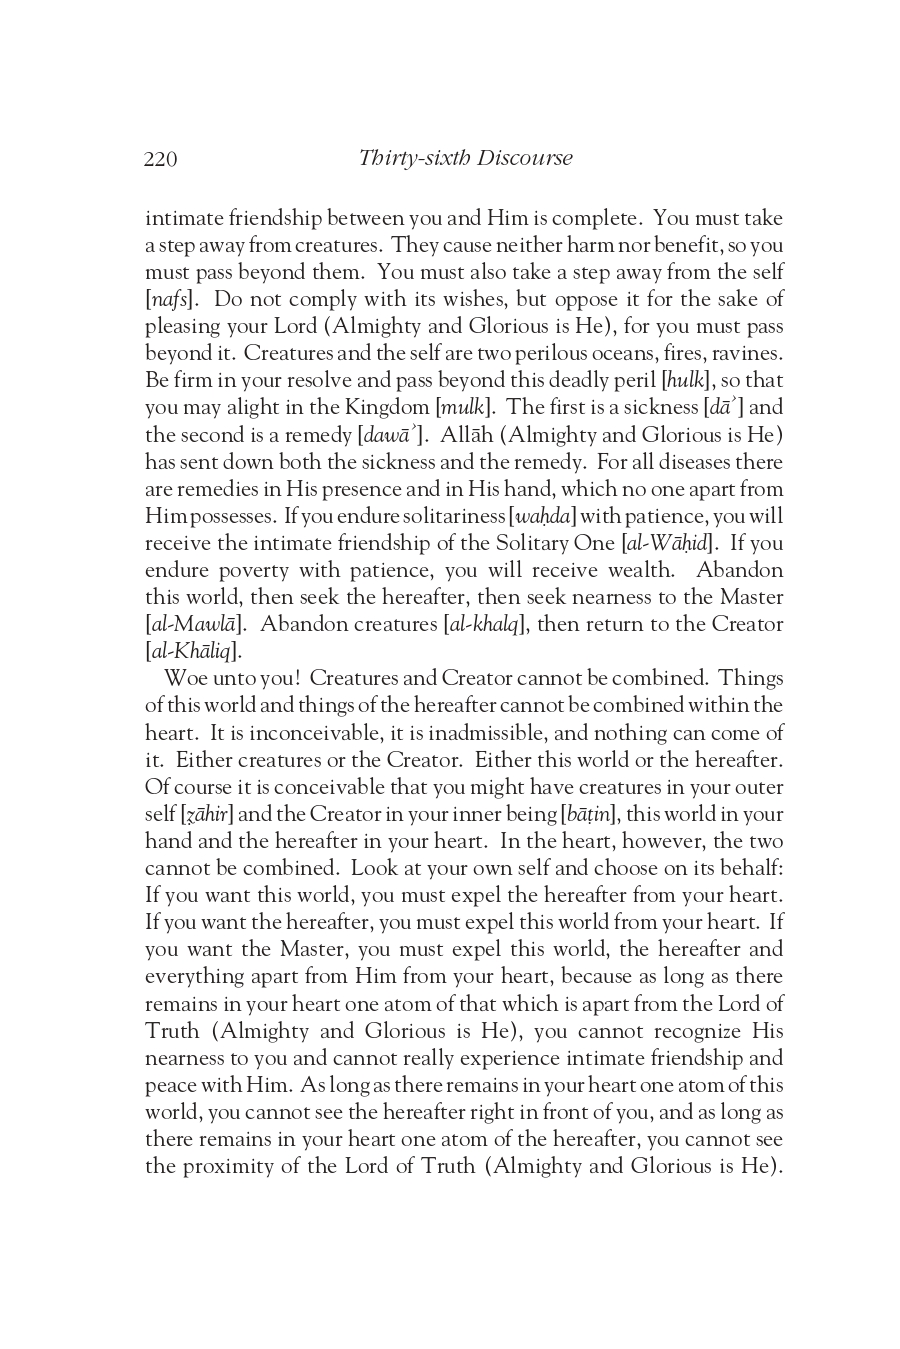 220
Thirty-sixth Discourse
intimate friendship between you and Him is complete. You must take
a step away from creatures. They cause neither harm nor benefit, so you
must pass beyond them. You must also take a step away from the self
[nafs]. Do not comply with its wishes, but oppose it for the sake of
pleasing your Lord (Almighty and Glorious is He), for you must pass
beyond it. Creatures and the self are two perilous oceans, fires, ravines.
Be firm in your resolve and pass beyond this deadly peril [hulk], so that
you may alight in the Kingdom [mulk]. The first is a sickness [dāʾ] and
the second is a remedy [dawāʾ]. Allāh (Almighty and Glorious is He)
has sent down both the sickness and the remedy. For all diseases there
are remedies in His presence and in His hand, which no one apart from
Him possesses. If you endure solitariness [waḥda] with patience, you will
receive the intimate friendship of the Solitary One [al-Wāḥid]. If you
endure poverty with patience, you will receive wealth. Abandon
this world, then seek the hereafter, then seek nearness to the Master
[al-Mawlā]. Abandon creatures [al-khalq], then return to the Creator
[al-Khāliq].
Woe unto you! Creatures and Creator cannot be combined. Things
of this world and things of the hereafter cannot be combined within the
heart. It is inconceivable, it is inadmissible, and nothing can come of
it. Either creatures or the Creator. Either this world or the hereafter.
Of course it is conceivable that you might have creatures in your outer
self [ẓāhir] and the Creator in your inner being [bāṭin], this world in your
hand and the hereafter in your heart. In the heart, however, the two
cannot be combined. Look at your own self and choose on its behalf:
If you want this world, you must expel the hereafter from your heart.
If you want the hereafter, you must expel this world from your heart. If
you want the Master, you must expel this world, the hereafter and
everything apart from Him from your heart, because as long as there
remains in your heart one atom of that which is apart from the Lord of
Truth (Almighty and Glorious is He), you cannot recognize His
nearness to you and cannot really experience intimate friendship and
peace with Him. As long as there remains in your heart one atom of this
world, you cannot see the hereafter right in front of you, and as long as
there remains in your heart one atom of the hereafter, you cannot see
the proximity of the Lord of Truth (Almighty and Glorious is He).